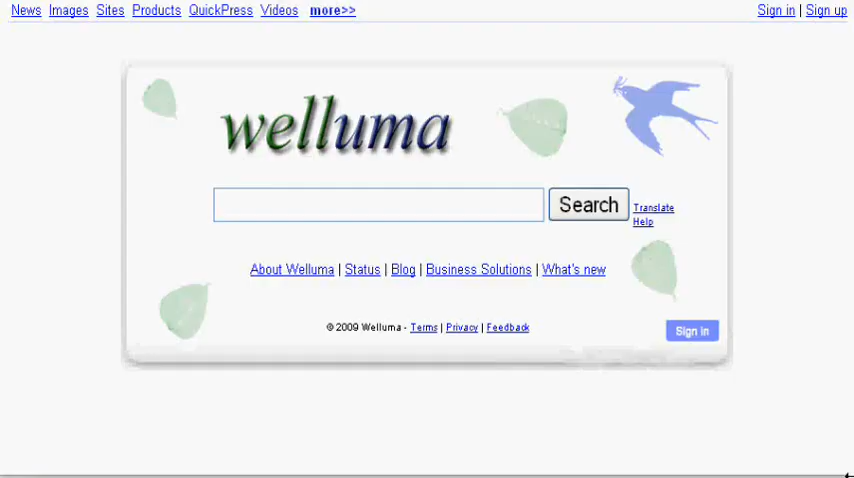 News Images Sites Products QuickPress Videos more>> Sign in | Sign up
welluma
Search
Translate
Help
About Welluma | Status | Blog | Business Solutions | What's new
© 2009 Welluma - Terms | Privacy | Feedback
Sign in